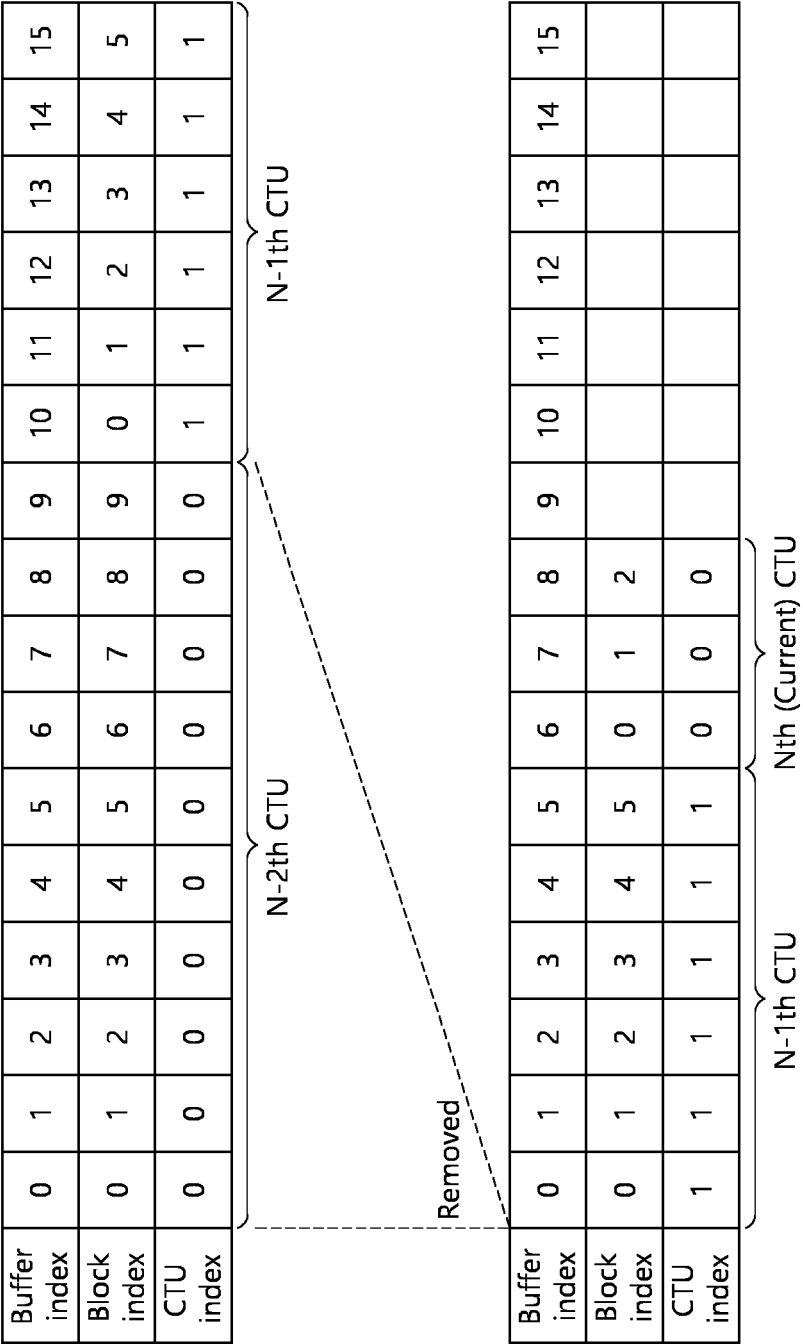 Buffer index 0 1 2 3 4 5 6 7 8 9 10 11 12 13 14 15
Block index 0 1 2 3 4 5 6 7 8 9 0 1 2 3 4 5
CTU index 0 0 0 0 0 0 0 0 0 0 1 1 1 1 1 1
N-2th CTU N-1th CTU
Removed
Buffer index 0 1 2 3 4 5 6 7 8 9 10 11 12 13 14 15
Block index 0 1 2 3 4 5 0 1 2
CTU index 1 1 1 1 1 1 0 0 0
N-1th CTU Nth (Current) CTU